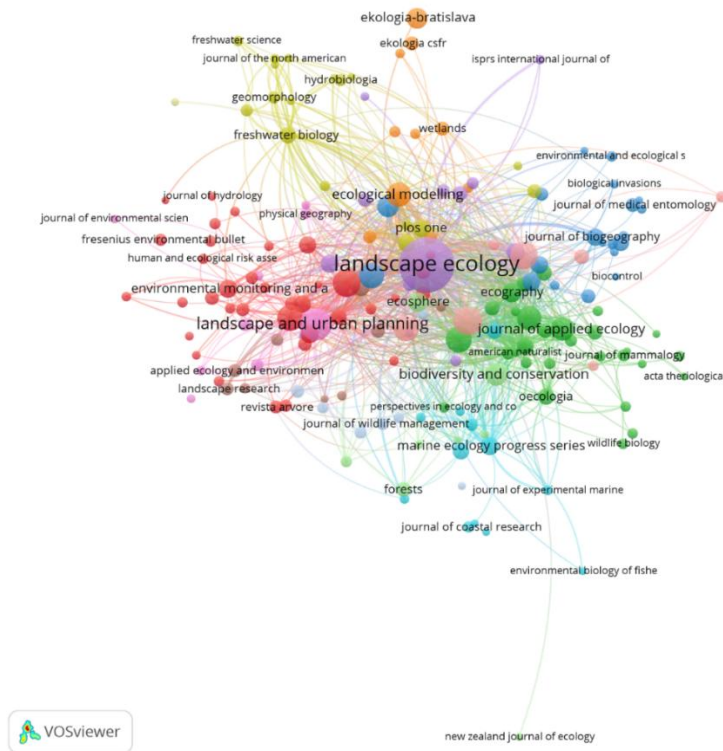 ekologia-bratislava
freshwater science
ekologia csfr
journal of the north american
isprs international journal of
hydrobiologia
geomorphology
wetlands
freshwater biology
environmental and ecological s
biological invasions
journal of hydrology
ecological modelling
journal of medical entomology
physical geography
journal of environmental scien
plos one
fresenius environmental bullet
journal of biogeography
human and ecological risk asse
landscape ecology
biocontrol
environmental monitoring and a
ecography
ecosphere
landscape and urban planning
journal of applied ecology
american naturalist
journal of mammalogy
applied ecology and environmen
biodiversity and conservation
acta theriologica
landscape research
oecologia
revista arvore
perspectives in ecology and co
journal of wildlife management
marine ecology progress series
wildlife biology
forests
journal of experimental marine
journal of coastal research
environmental biology of fishe
VOSviewer
new zealand journal of ecology